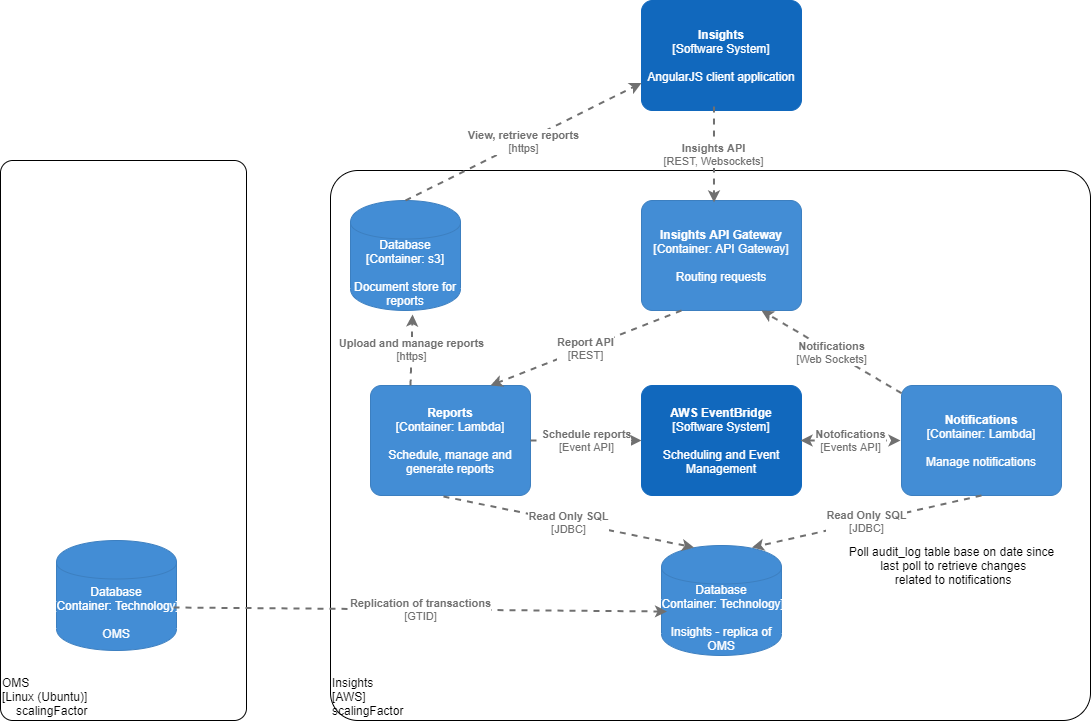 Insights
[Software System]
AngularJS client application
View, retrieve reports
[https]
Insights API
[REST, Websockets]
Database
[Container: s3]
Document store for
reports
Insights API Gateway
[Container: API Gateway]
Routing requests
Upload and manage reports
[https]
Report API
[REST]
Notifications
[Web Sockets]
Reports
[Container: Lambda]
Schedule, manage and
generate reports
Schedule reports
[Event API]
AWS EventBridge
[Software System]
Scheduling and Event
Management
Notofications
[Events API]
Notifications
[Container: Lambda]
Manage notifications
Read Only SQL
[JDBC]
Read Only SQL
[JDBC]
Poll audit_log table base on date since
last poll to retrieve changes
related to notifications
Database
[Container: Technology]
OMS
Replication of transactions
[GTID]
Database
[Container: Technology]
Insights - replica of
OMS
OMS
[Linux (Ubuntu)]
scalingFactor
Insights
[AWS]
scalingFactor